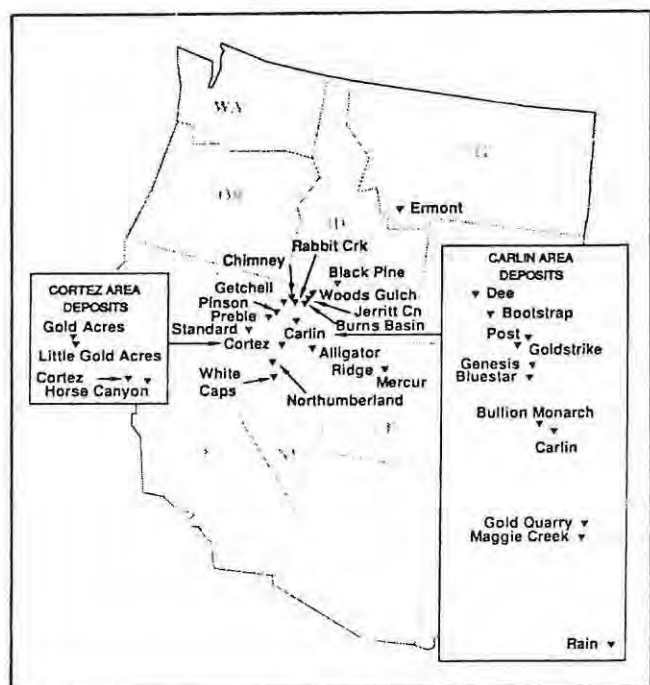 WA
Ermont
Rabbit Crk
Chimney
Black Pine
Getchell
Woods Gulch
Pinson
Jerritt Cn
Preble
Burns Basin
Standard
Carlin
Cortez
Alligator
Ridge
Mercur
White
Caps
Northumberland
CORTEZ AREA
DEPOSITS
Gold Acres
Little Gold Acres
Cortez
Horse Canyon
CARLIN AREA
DEPOSITS
Dee
Bootstrap
Post
Goldstrike
Genesis
Bluestar
Bullion Monarch
Carlin
Gold Quarry
Maggie Creek
Rain